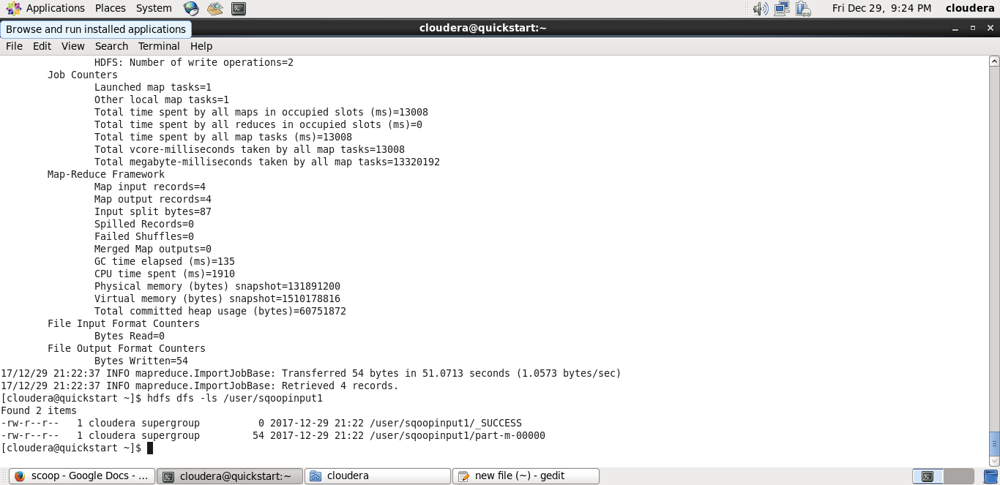 Applications Places System Fri Dec 29, 9:24 PM cloudera
Browse and run installed applications
cloudera@quickstart:~
File Edit View Search Terminal Help
HDFS: Number of write operations=2
Job Counters
Launched map tasks=1
Other local map tasks=1
Total time spent by all maps in occupied slots (ms)=13008
Total time spent by all reduces in occupied slots (ms)=0
Total time spent by all map tasks (ms)=13008
Total vcore-milliseconds taken by all map tasks=13008
Total megabyte-milliseconds taken by all map tasks=13320192
Map-Reduce Framework
Map input records=4
Map output records=4
Input split bytes=87
Spilled Records=0
Failed Shuffles=0
Merged Map outputs=0
GC time elapsed (ms)=135
CPU time spent (ms)=1910
Physical memory (bytes) snapshot=131891200
Virtual memory (bytes) snapshot=1510178816
Total committed heap usage (bytes)=60751872
File Input Format Counters
Bytes Read=0
File Output Format Counters
Bytes Written=54
17/12/29 21:22:37 INFO mapreduce.ImportJobBase: Transferred 54 bytes in 51.0713 seconds (1.0573 bytes/sec)
17/12/29 21:22:37 INFO mapreduce.ImportJobBase: Retrieved 4 records.
[cloudera@quickstart ~]$ hdfs dfs -ls /user/sqoopinput1
Found 2 items
-rw-r--r-- 1 cloudera supergroup 0 2017-12-29 21:22 /user/sqoopinput1/_SUCCESS
-rw-r--r-- 1 cloudera supergroup 54 2017-12-29 21:22 /user/sqoopinput1/part-m-00000
[cloudera@quickstart ~]$
scoop - Google Docs - ... cloudera@quickstart:~ cloudera new file (~) - gedit